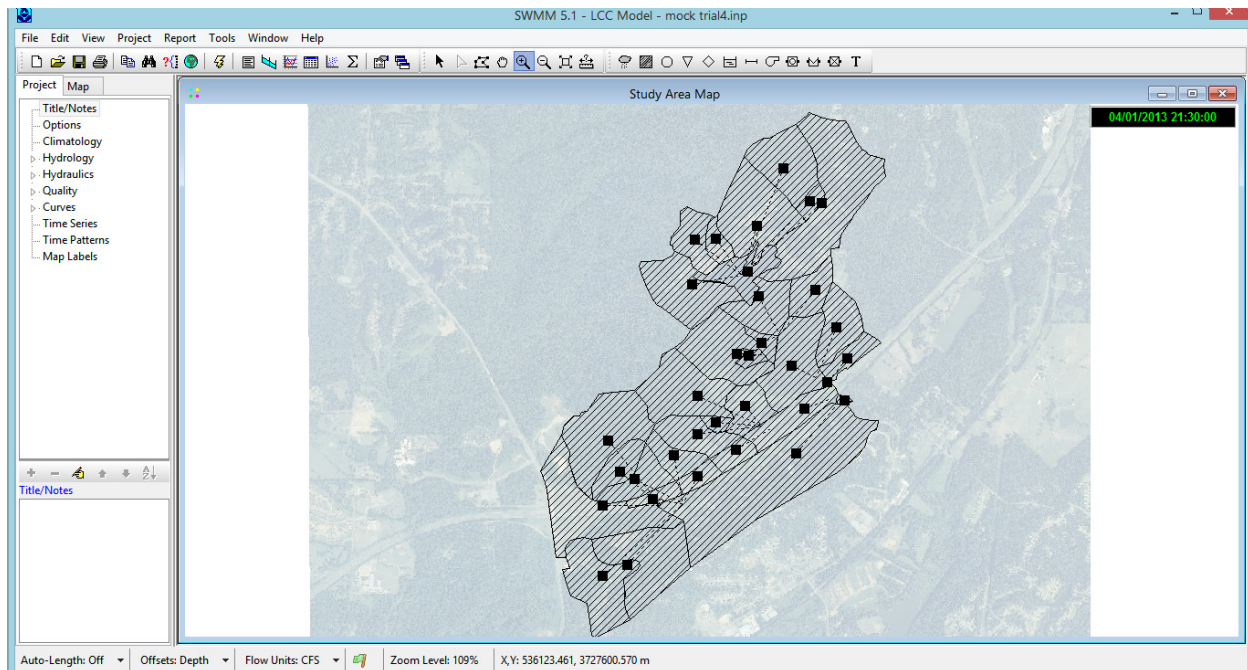 SWMM 5.1 - LCC Model - mock trial4.inp
File Edit View Project Report Tools Window Help
T
Project Map
Study Area Map
04/01/2013 21:30:00
Title/Notes
Options
Climatology
Hydrology
Hydraulics
Quality
Curves
Time Series
Time Patterns
Map Labels
Title/Notes
Auto-Length: Off Offsets: Depth Flow Units: CFS Zoom Level: 109% X,Y: 536123.461, 3727600.570 m